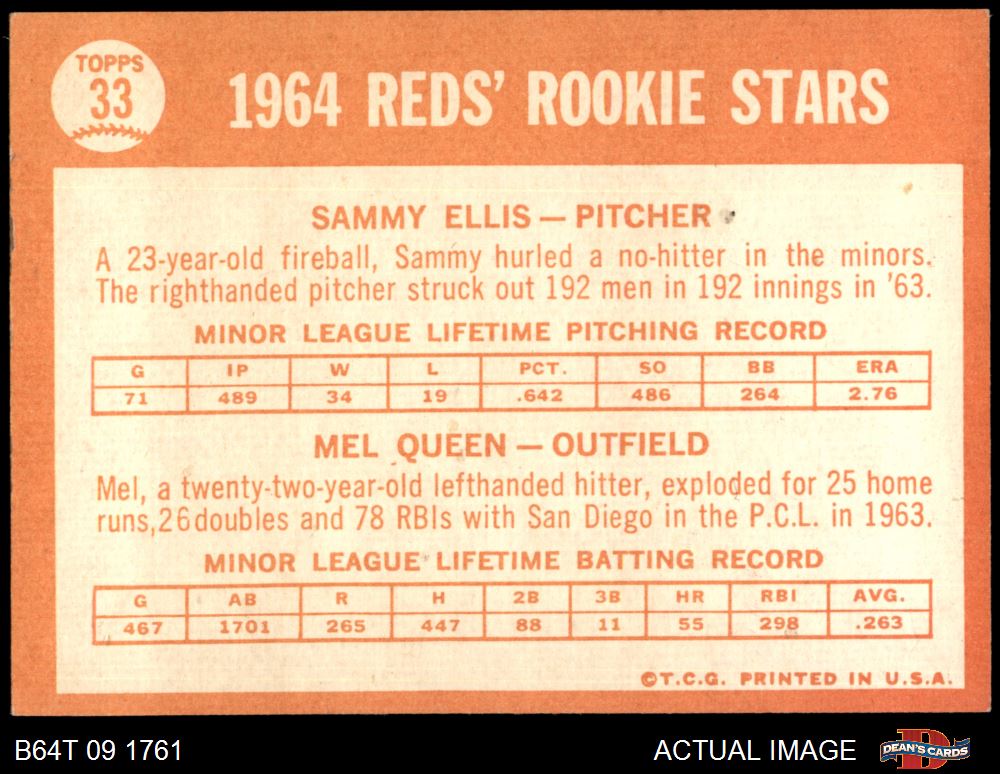 TOPPS
33
1964 REDS' ROOKIE STARS
SAMMY ELLIS — PITCHER
A 23-year-old fireball, Sammy hurled a no-hitter in the minors.
The righthanded pitcher struck out 192 men in 192 innings in '63.
MINOR LEAGUE LIFETIME PITCHING RECORD
G IP W L PCT. SO BB ERA
71 489 34 19 .642 486 264 2.76
MEL QUEEN — OUTFIELD
Mel, a twenty-two-year-old lefthanded hitter, exploded for 25 home
runs,26doubles and 78 RBIs with San Diego in the P.C.L. in 1963.
MINOR LEAGUE LIFETIME BATTING RECORD
G AB R H 2B 3B HR RBI AVG.
467 1701 265 447 88 11 55 298 .263
©T.C.G. PRINTED IN U.S.A.
B64T 09 1761 ACTUAL IMAGE DEAN'S CARDS